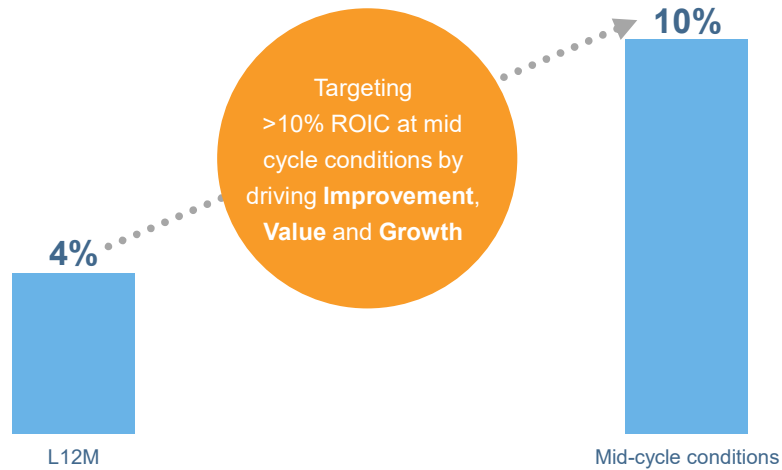 10%
Targeting
>10% ROIC at mid
cycle conditions by
driving Improvement,
Value and Growth
4%
L12M
Mid-cycle conditions